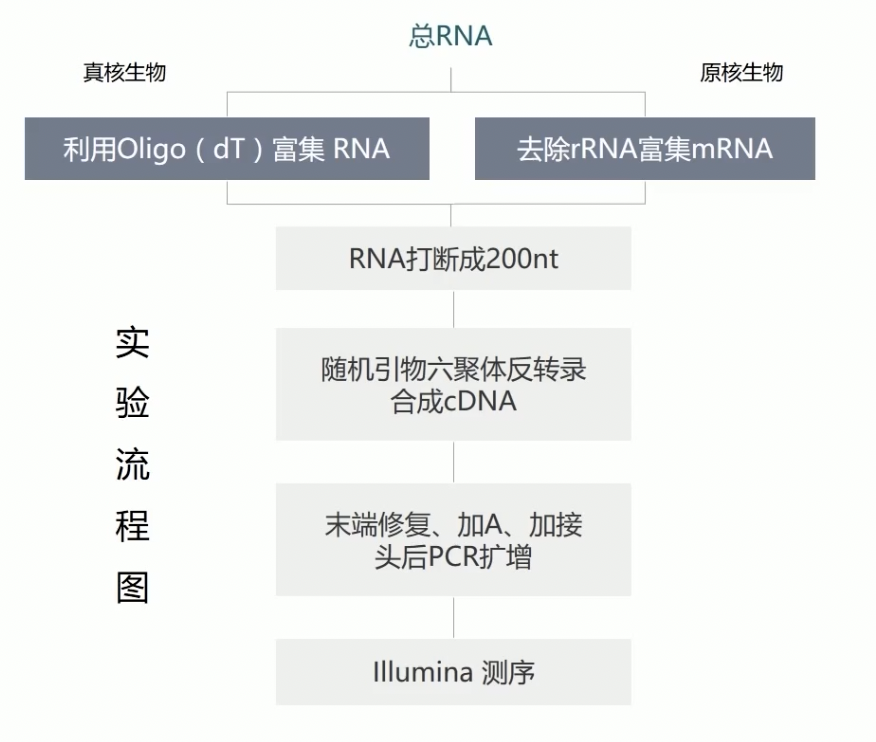 总RNA
真核生物
原核生物
利用Oligo（dT）富集 RNA
去除rRNA富集mRNA
RNA打断成200nt
随机引物六聚体反转录
合成cDNA
末端修复、加A、加接
头后PCR扩增
Illumina 测序
实
验
流
程
图